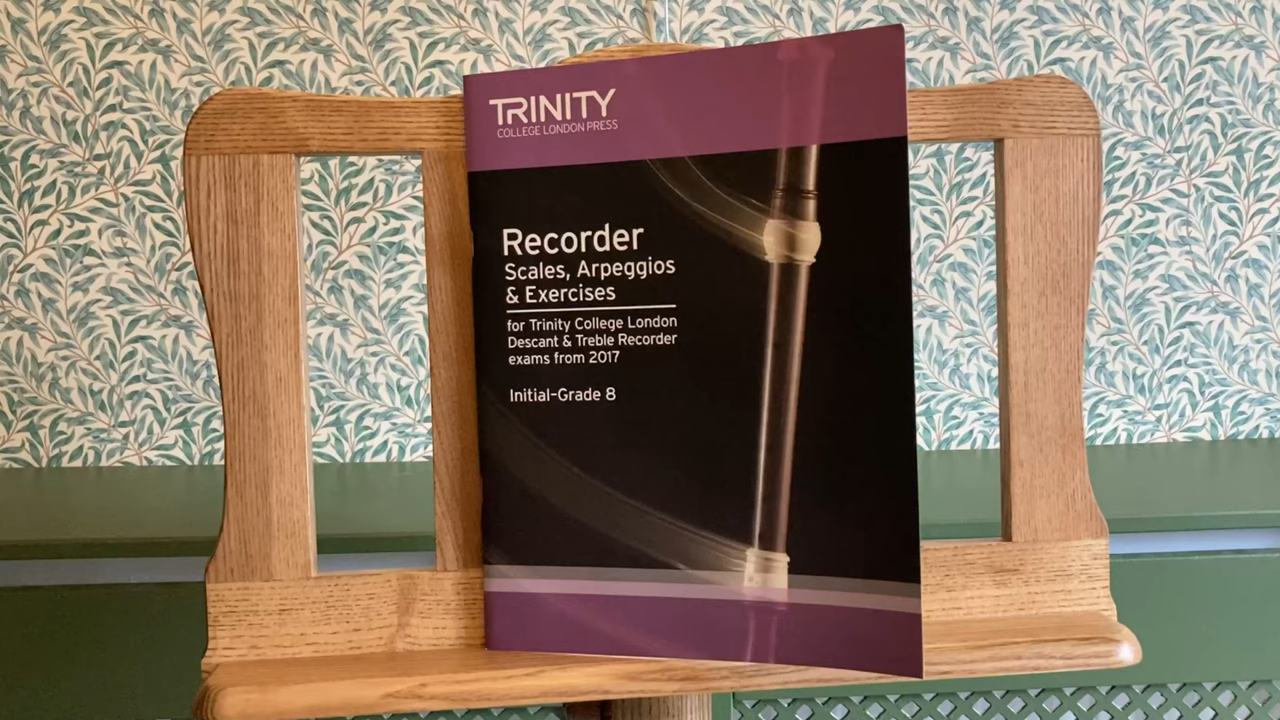 TRINITY
COLLEGE LONDON PRESS
Recorder
Scales, Arpeggios
& Exercises
for Trinity College London
Descant & Treble Recorder
exams from 2017
Initial–Grade 8